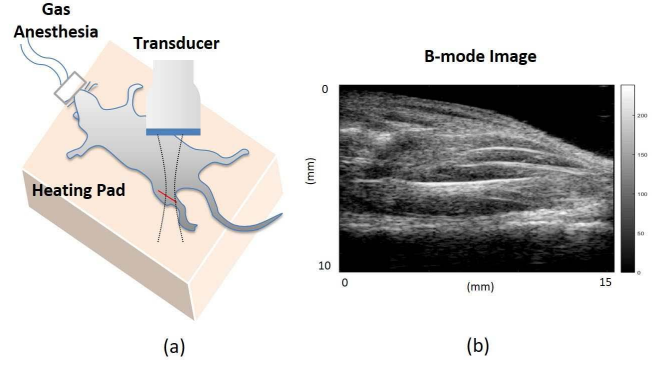 Gas
Anesthesia
Transducer
Heating Pad
(a)
B-mode Image
0
(mm)
10
0
(mm)
15
200
150
100
50
0
(b)